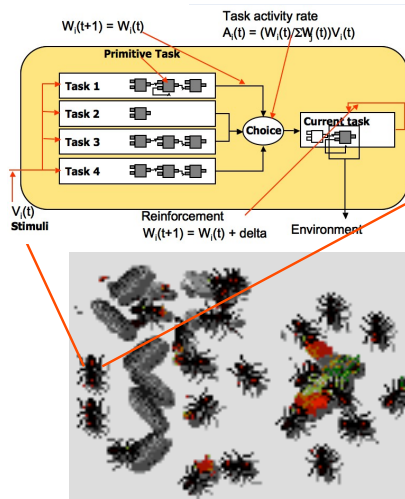 Wᵢ(t+1) = Wᵢ(t)
Task activity rate
Aᵢ(t) = (Wᵢ(t)/ΣWⱼ(t))Vᵢ(t)
Primitive Task
Task 1
Task 2
Task 3
Task 4
Choice
Current task
Vᵢ(t)
Stimuli
Reinforcement
Wᵢ(t+1) = Wᵢ(t) + delta
Environment